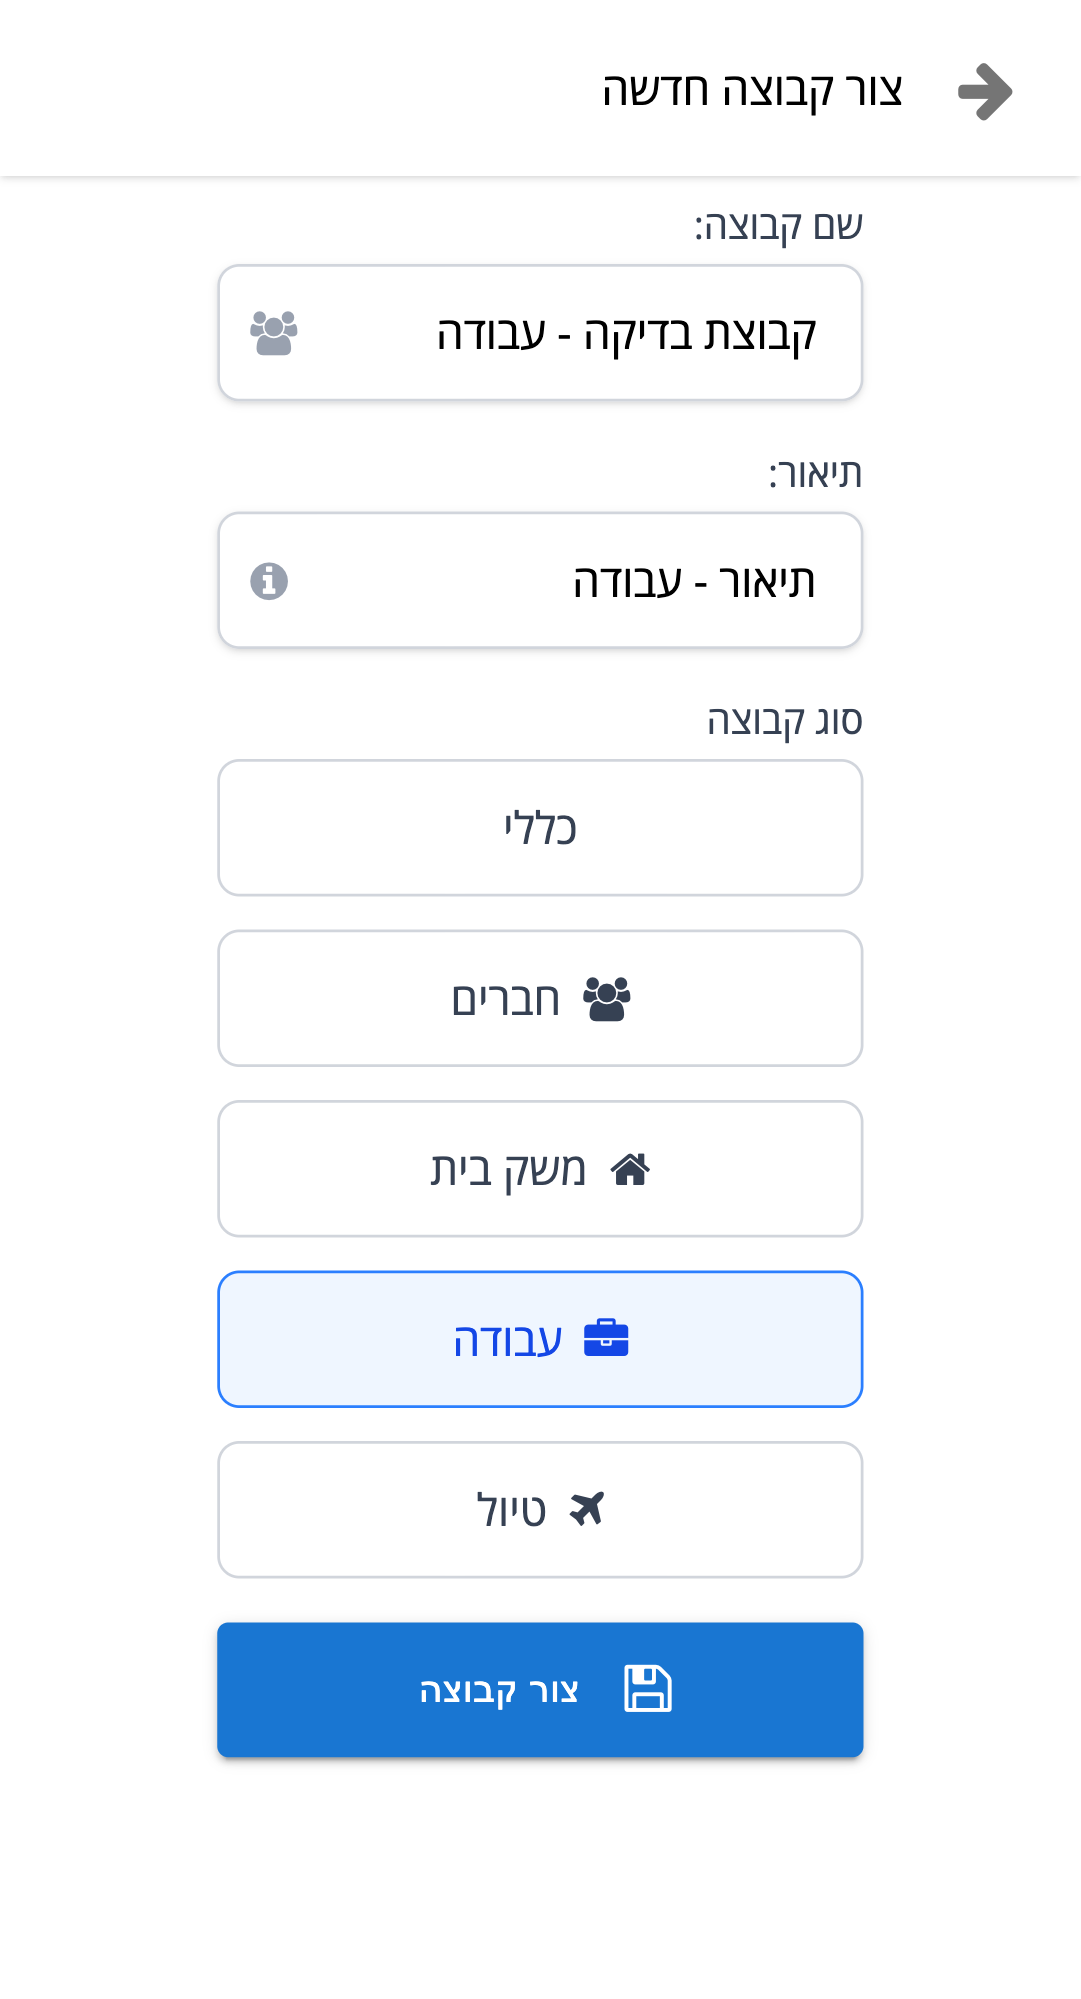 צור קבוצה חדשה
שם קבוצה:
קבוצת בדיקה - עבודה
תיאור:
תיאור - עבודה
סוג קבוצה
כללי
חברים
משק בית
עבודה
טיול
צור קבוצה